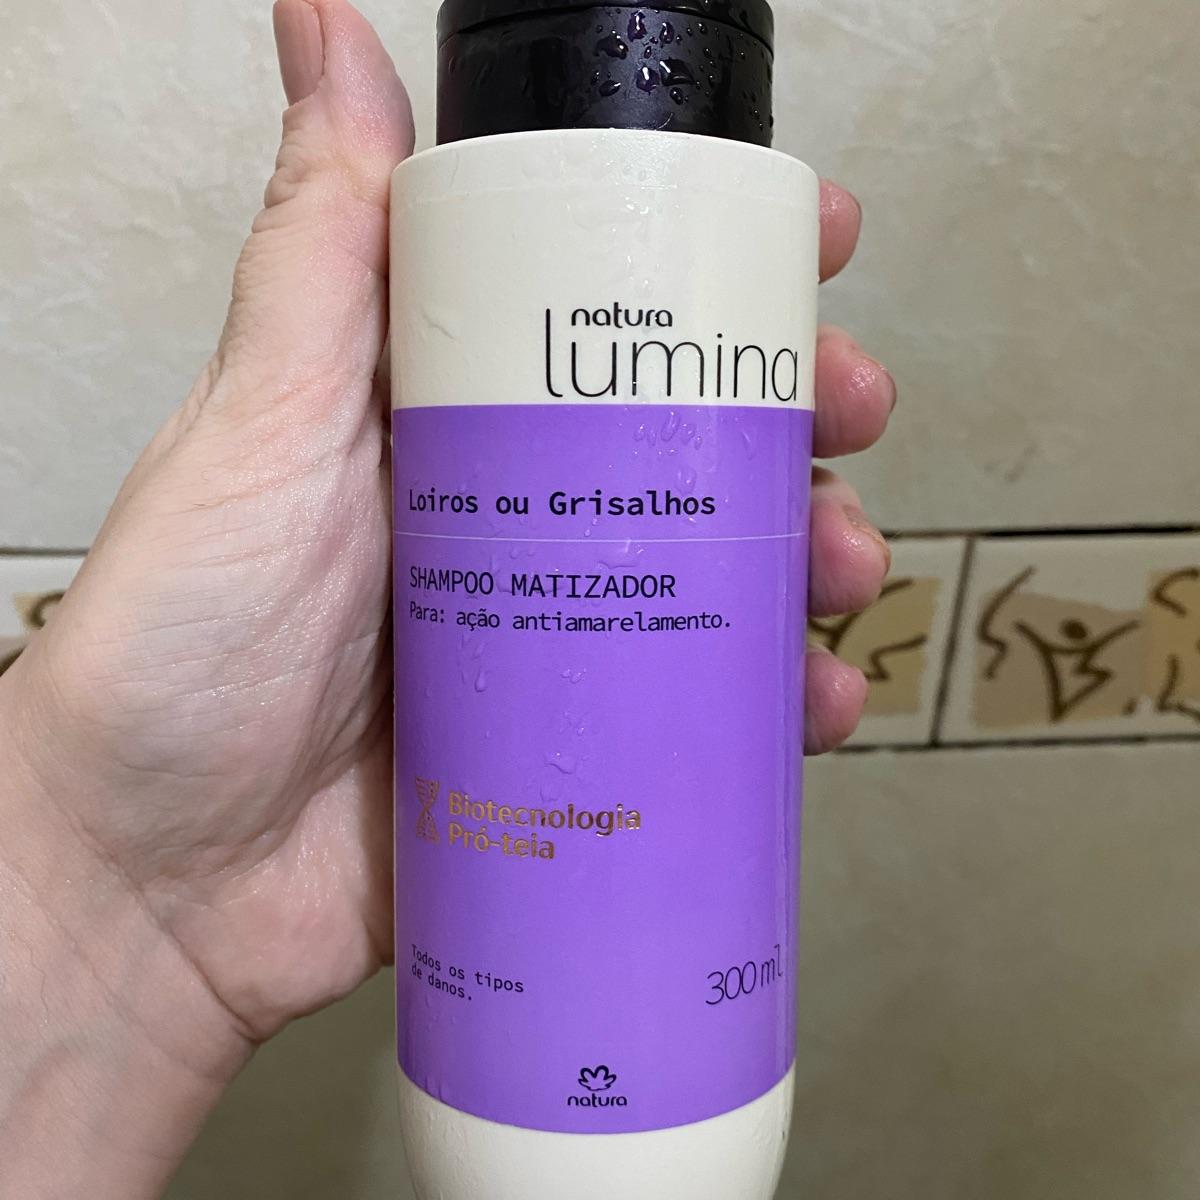 natura
lumina
Loiros ou Grisalhos
SHAMPOO MATIZADOR
Para: ação antiamarelamento.
Biotecnologia
Pró-teia
Todos os tipos
de danos.
300ml
natura